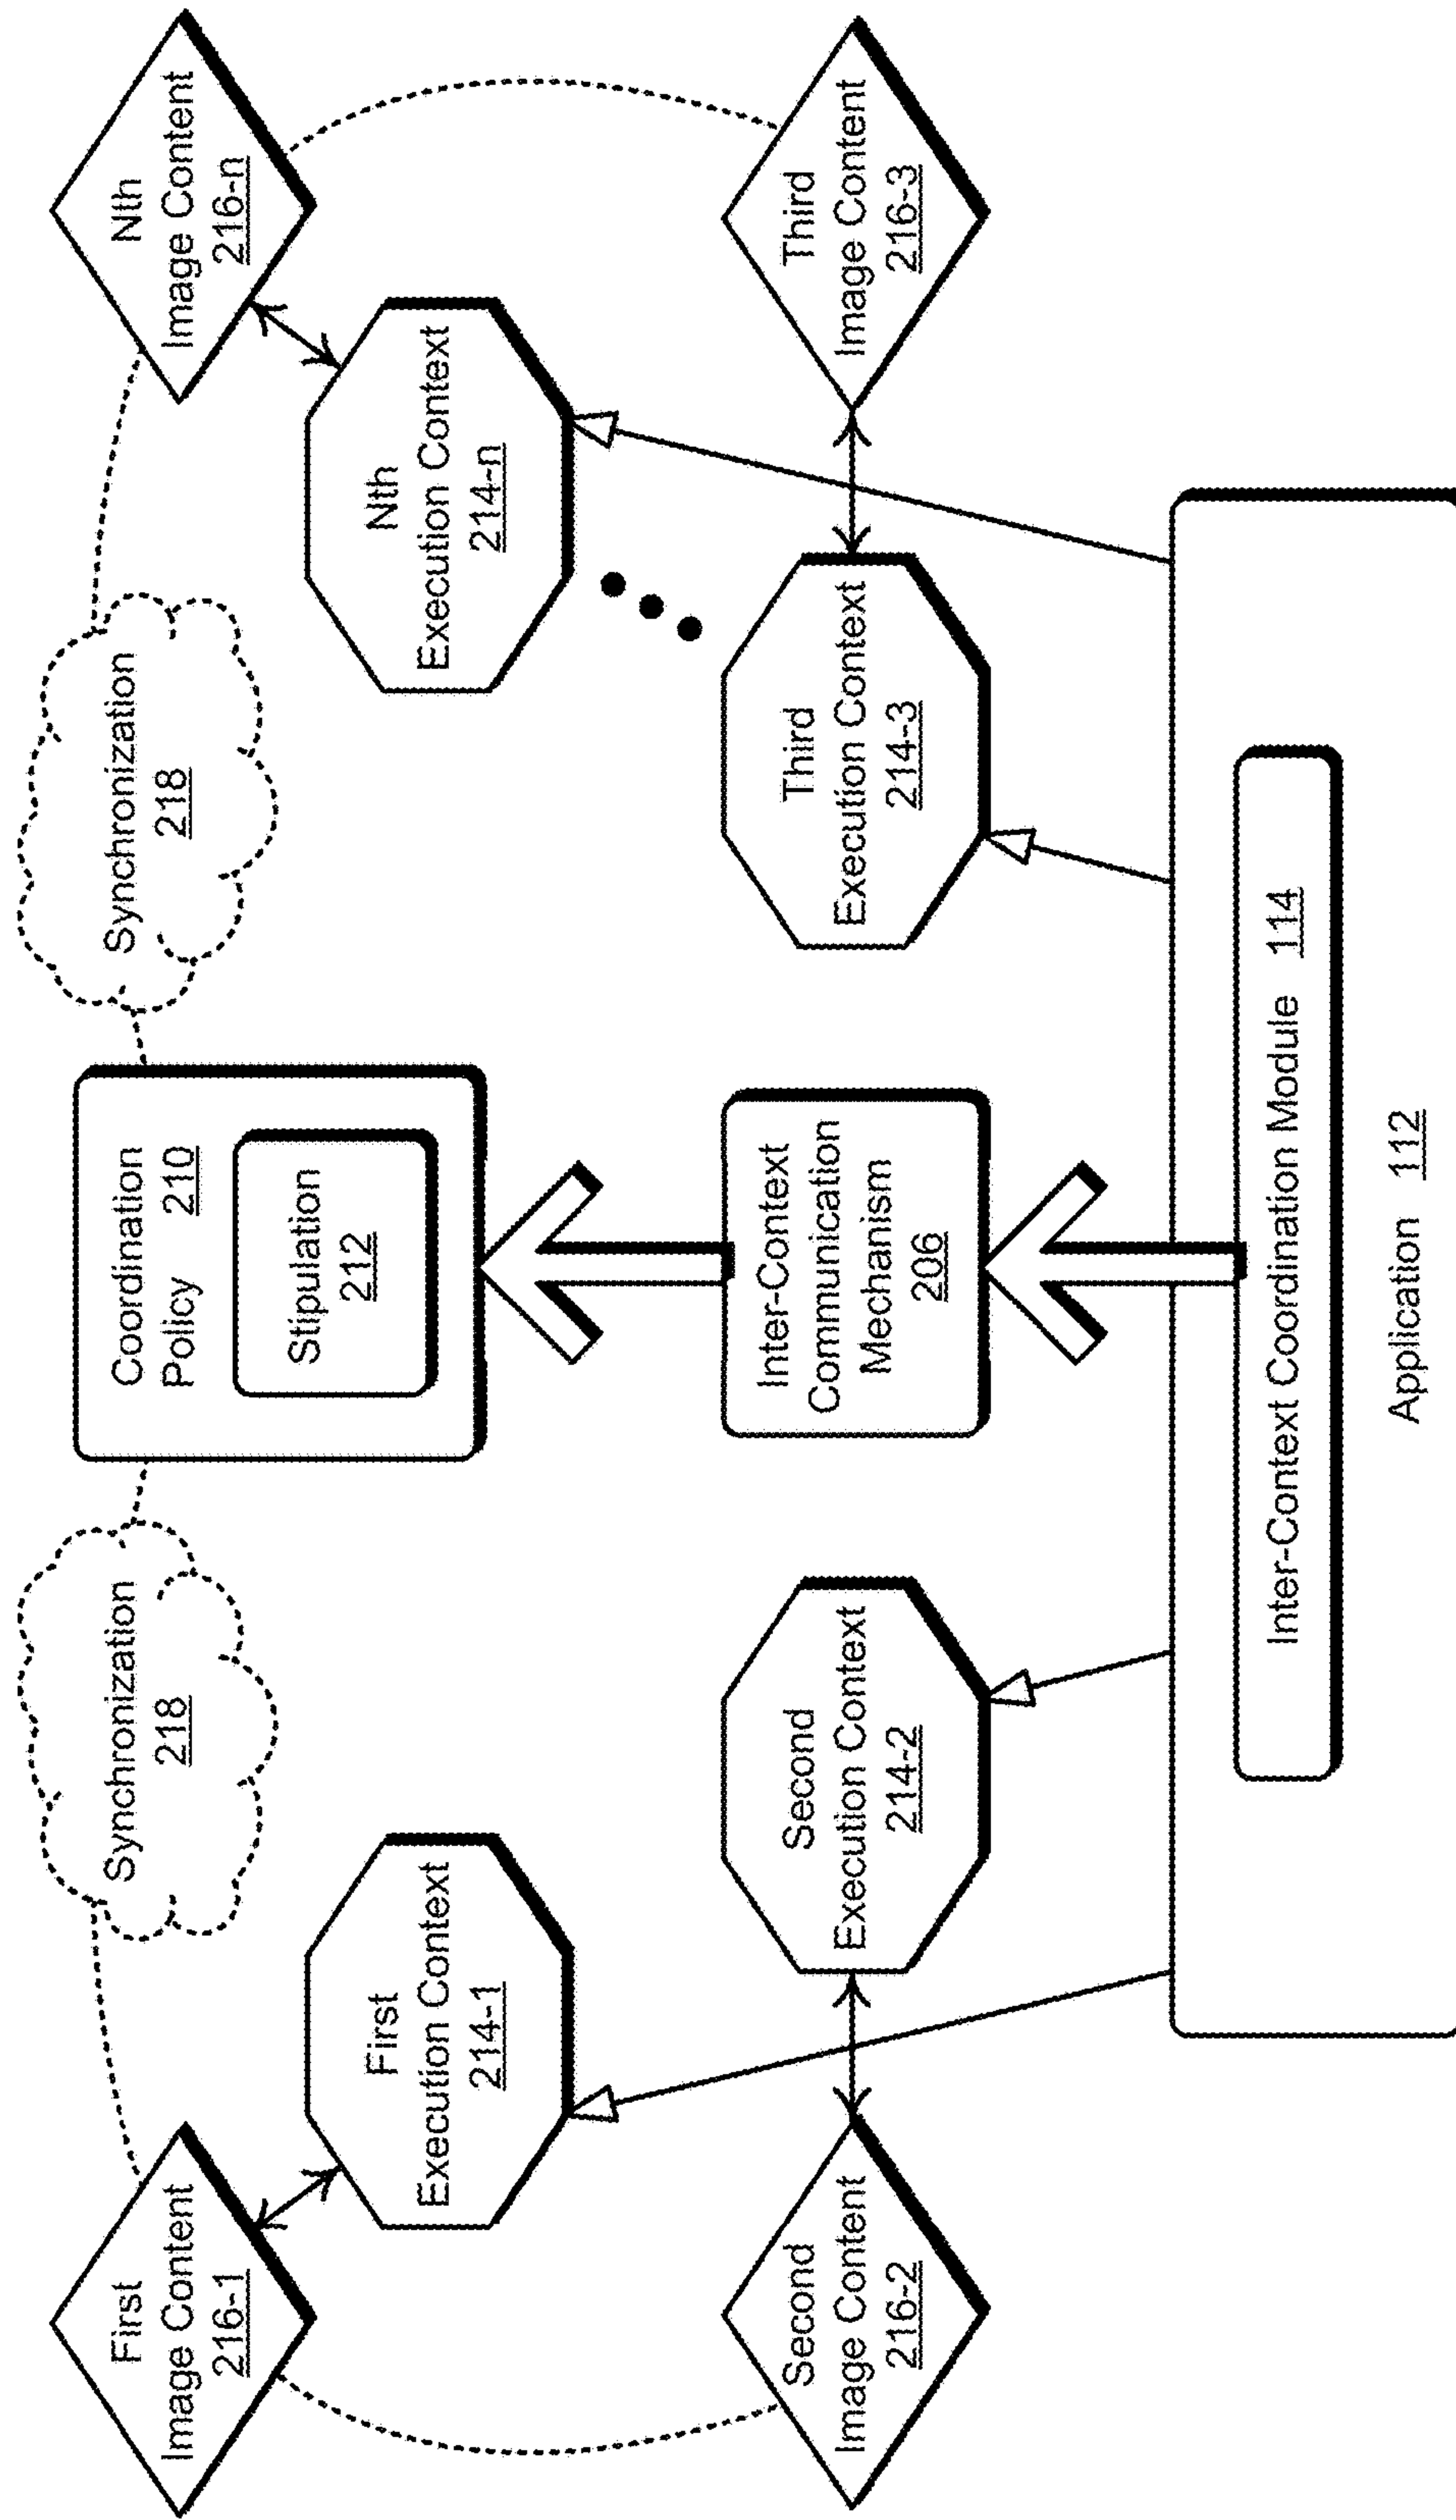 First
Image Content
216-1
Synchronization
218
Coordination
Policy 210
Stipulation
212
Synchronization
218
Nth
Image Content
216-n
First
Execution Context
214-1
Nth
Execution Context
214-n
Second
Image Content
216-2
Second
Execution Context
214-2
Inter-Context
Communication
Mechanism
206
Third
Execution Context
214-3
Third
Image Content
216-3
Inter-Context Coordination Module 114
Application 112